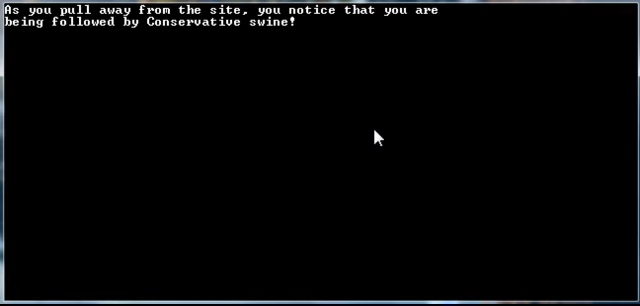 As you pull away from the site, you notice that you are
being followed by Conservative swine!